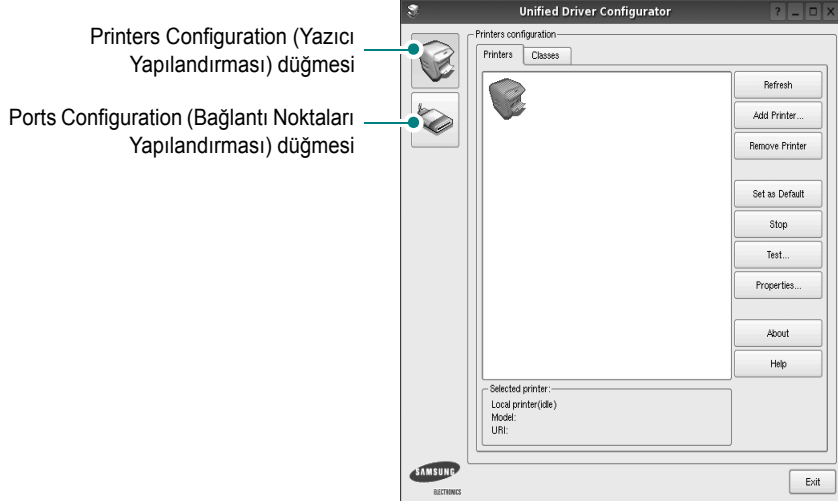 Printers Configuration (Yazıcı
Yapılandırması) düğmesi
Ports Configuration (Bağlantı Noktaları
Yapılandırması) düğmesi
Unified Driver Configurator
Printers configuration
Printers
Classes
Refresh
Add Printer...
Remove Printer
Set as Default
Stop
Test...
Properties...
About
Help
Selected printer:
Local printer(idle)
Model:
URI:
SAMSUNG
ELECTRONICS
Exit